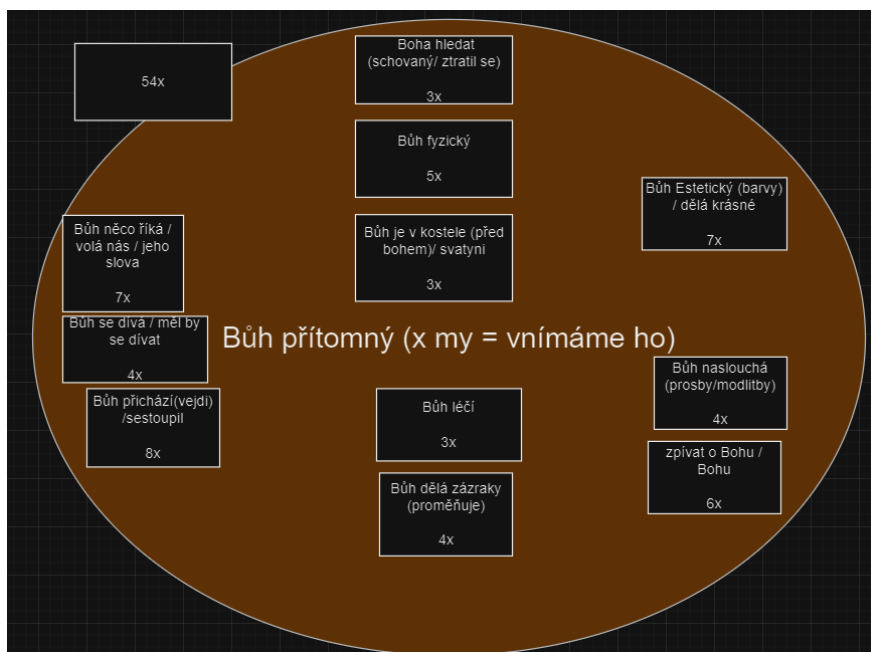 54x
Boha hledat
(schovaný/ ztratil se)
3x
Bůh fyzický
5x
Bůh Estetický (barvy)
/ dělá krásné
7x
Bůh něco říká /
volá nás / jeho
slova
7x
Bůh je v kostele (před
bohem)/ svatyni
3x
Bůh se dívá / měl by
se dívat
4x
Bůh přítomný (x my = vnímáme ho)
Bůh přichází(vejdi)
/sestoupil
8x
Bůh léčí
3x
Bůh naslouchá
(prosby/modlitby)
4x
Bůh dělá zázraky
(proměňuje)
4x
zpívat o Bohu /
Bohu
6x